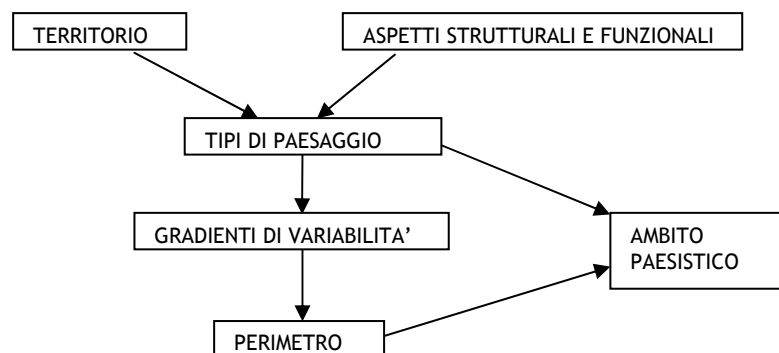 TERRITORIO
ASPETTI STRUTTURALI E FUNZIONALI
TIPI DI PAESAGGIO
GRADIENTI DI VARIABILITA’
AMBITO
PAESISTICO
PERIMETRO